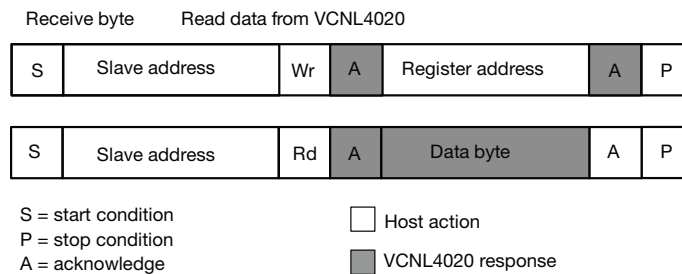 Receive byte Read data from VCNL4020
S Slave address Wr A Register address A P
S Slave address Rd A Data byte A P
S = start condition
P = stop condition
A = acknowledge
Host action
VCNL4020 response